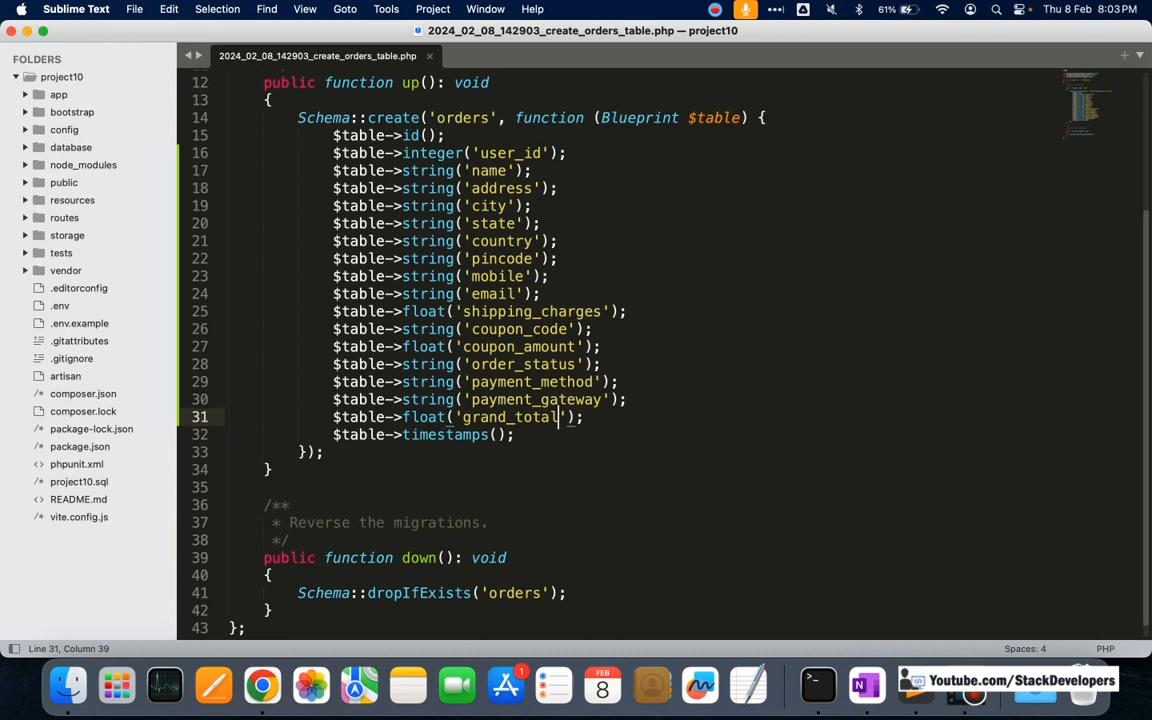 Sublime Text File Edit Selection Find View Goto Tools Project Window Help 61% Thu 8 Feb 8:03 PM
2024_02_08_142903_create_orders_table.php — project10
FOLDERS
project10
app
bootstrap
config
database
node_modules
public
resources
routes
storage
tests
vendor
.editorconfig
.env
.env.example
.gitattributes
.gitignore
artisan
composer.json
composer.lock
package-lock.json
package.json
phpunit.xml
project10.sql
README.md
vite.config.js
2024_02_08_142903_create_orders_table.php
12 public function up(): void
13 {
14 Schema::create('orders', function (Blueprint $table) {
15 $table->id();
16 $table->integer('user_id');
17 $table->string('name');
18 $table->string('address');
19 $table->string('city');
20 $table->string('state');
21 $table->string('country');
22 $table->string('pincode');
23 $table->string('mobile');
24 $table->string('email');
25 $table->float('shipping_charges');
26 $table->string('coupon_code');
27 $table->float('coupon_amount');
28 $table->string('order_status');
29 $table->string('payment_method');
30 $table->string('payment_gateway');
31 $table->float('grand_total');
32 $table->timestamps();
33 });
34 }
35
36 /**
37 * Reverse the migrations.
38 */
39 public function down(): void
40 {
41 Schema::dropIfExists('orders');
42 }
43 };
Line 31, Column 39 Spaces: 4 PHP
1
FEB
8
Youtube.com/StackDevelopers